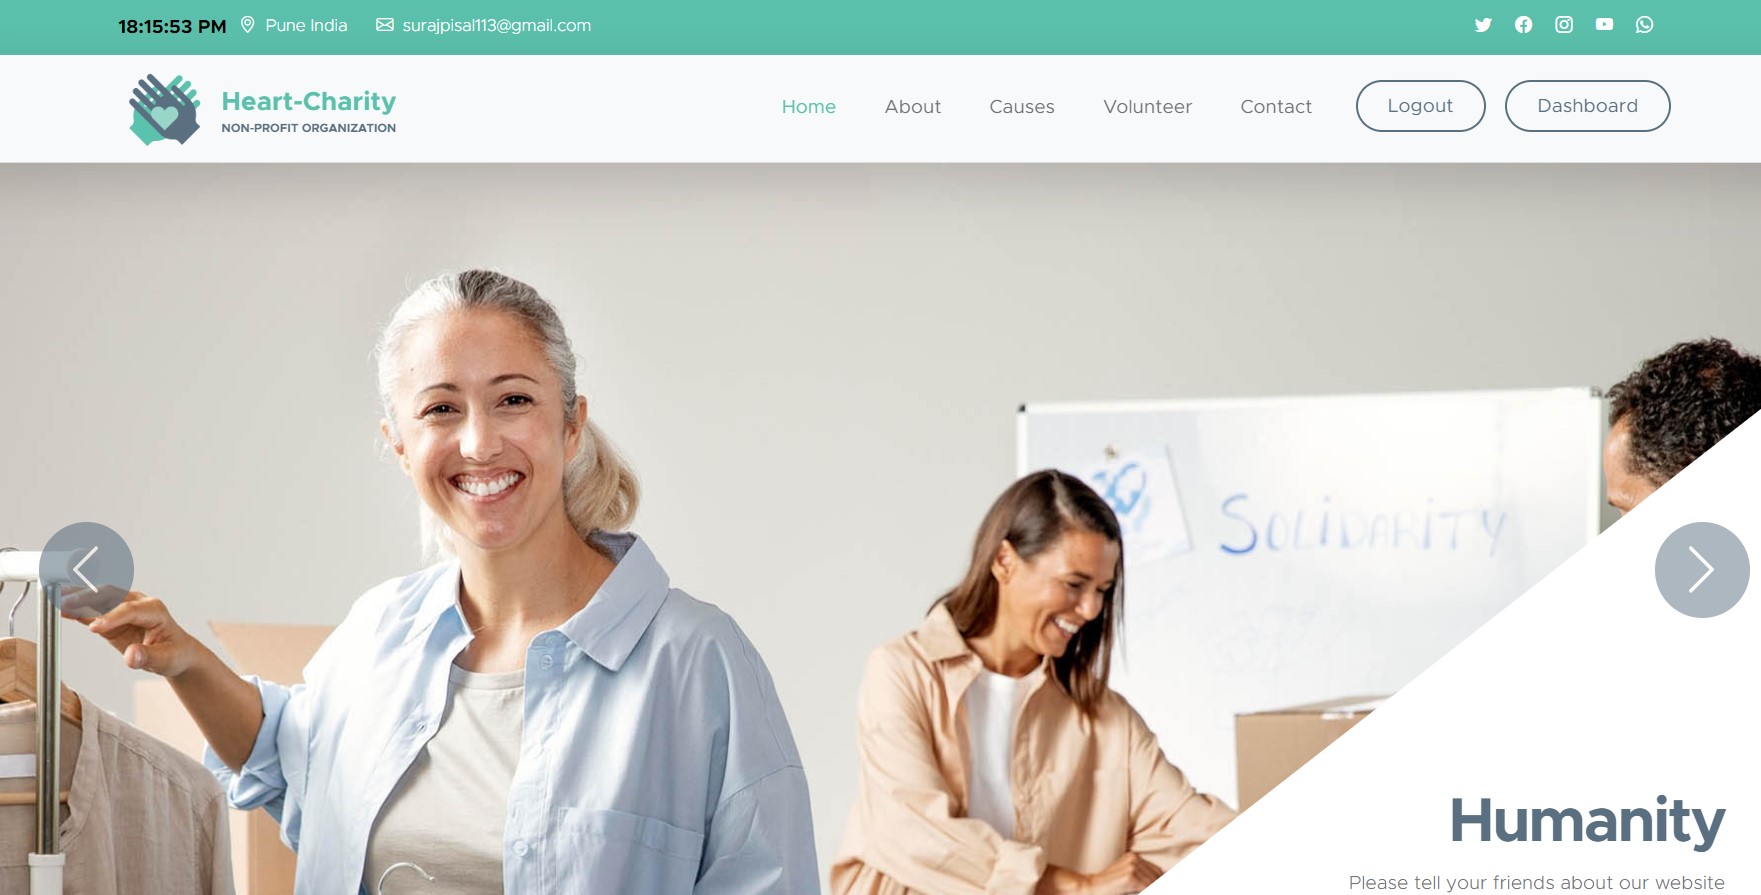 18:15:53 PM Pune India surajpisal113@gmail.com
Heart-Charity
NON-PROFIT ORGANIZATION
Home About Causes Volunteer Contact Logout Dashboard
SOLIDARITY
Humanity
Please tell your friends about our website